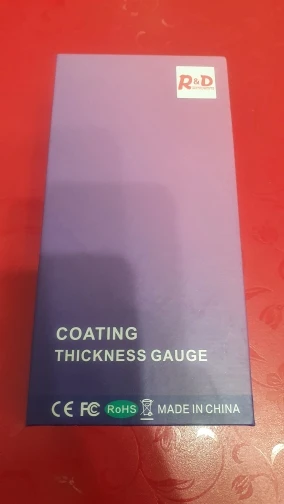 R&D
COATING
THICKNESS GAUGE
CE FC RoHS MADE IN CHINA